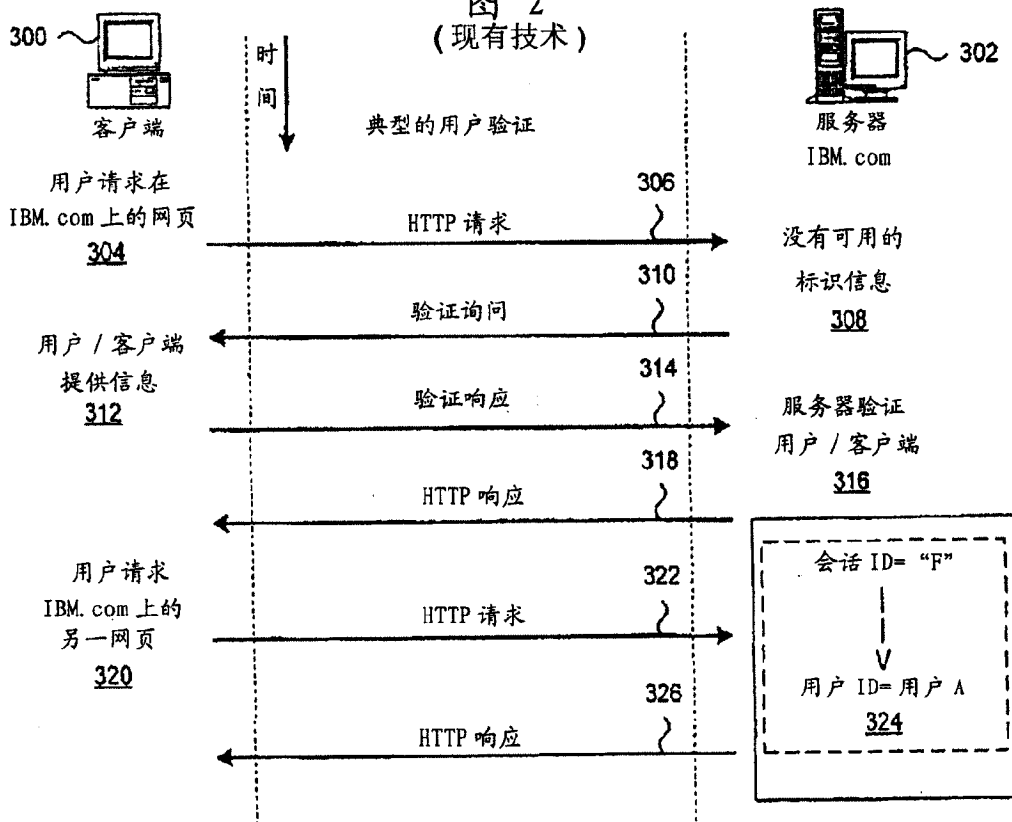 图 2
(现有技术)
300
客户端
时
间
典型的用户验证
302
服务器
IBM.com
用户请求在
IBM.com上的网页
304
306
HTTP 请求
没有可用的
标识信息
308
310
验证询问
用户/客户端
提供信息
312
314
验证响应
服务器验证
用户/客户端
316
318
HTTP 响应
用户请求
IBM.com上的
另一网页
320
322
HTTP 请求
会话 ID= “F”
用户 ID=用户 A
324
326
HTTP 响应